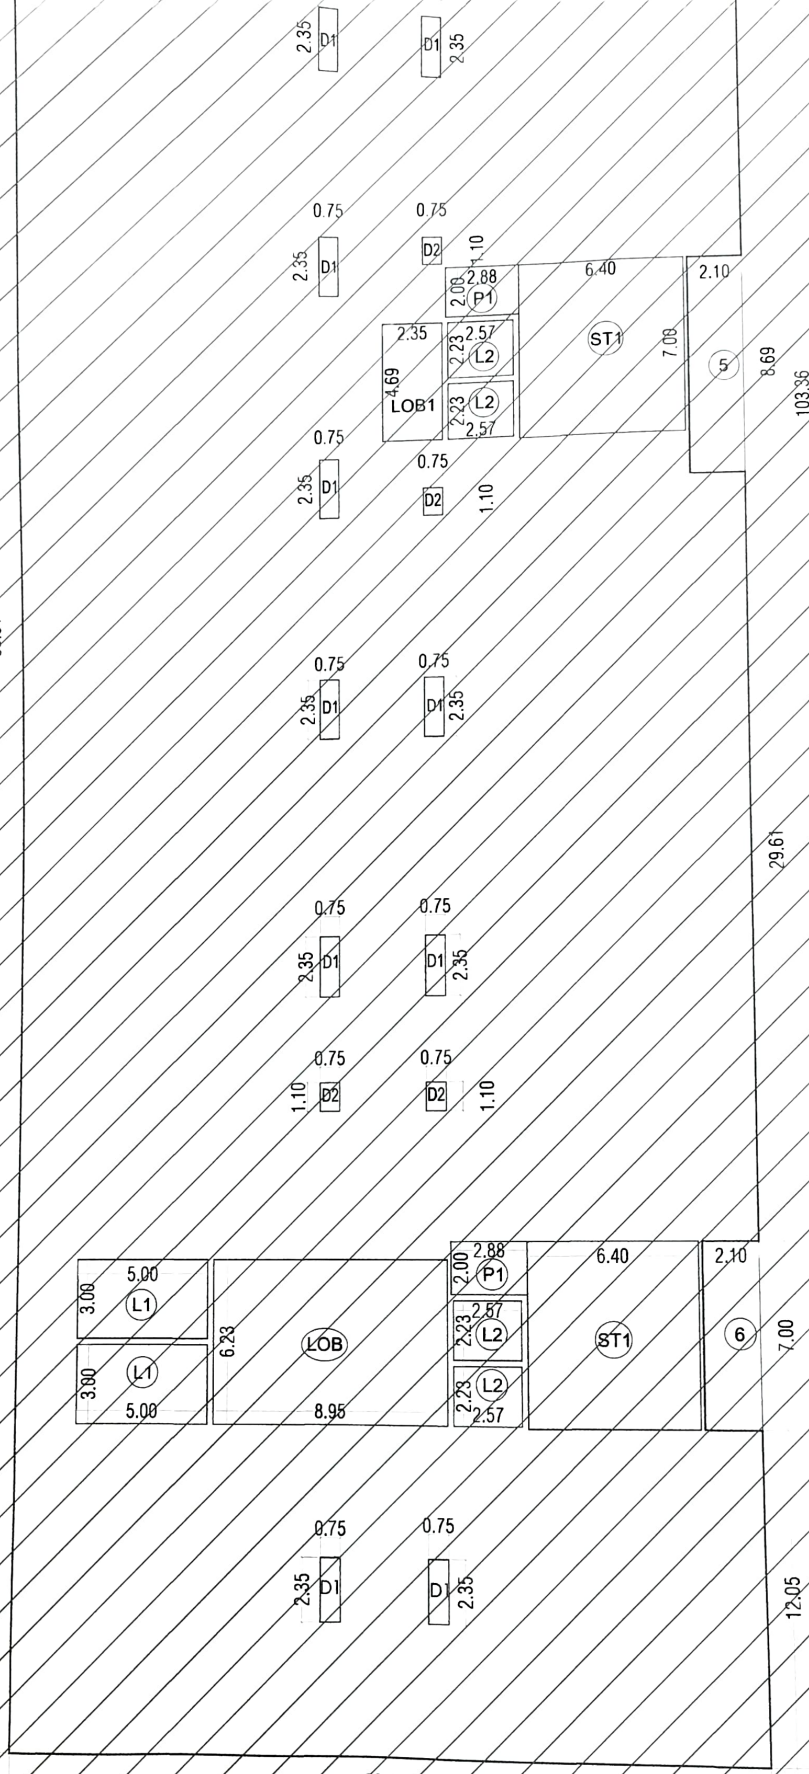 2.35 D1 D1 2.35
0.75 0.75
2.35 D1 D2 1.10
2.88 6.40 2.10
2.00 P1
2.35 2.57
2.23 L2 ST1 7.00 5 8.69
4.69 103.36
LOB1 2.23 L2
2.57
0.75 0.75
2.35 D1 D2 1.10
0.75 0.75
2.35 D1 D1 2.35
29.61
0.75 0.75
2.35 D1 D1 2.35
0.75 0.75
1.10 D2 D2 1.10
2.88 6.40 2.10
5.00 2.00 P1
3.00 L1
2.57
6.23 LOB 2.23 L2 ST1 6 7.00
3.00 L1 2.23 L2
5.00 8.95 2.57
0.75 0.75
2.35 D1 D1 2.35 12.05